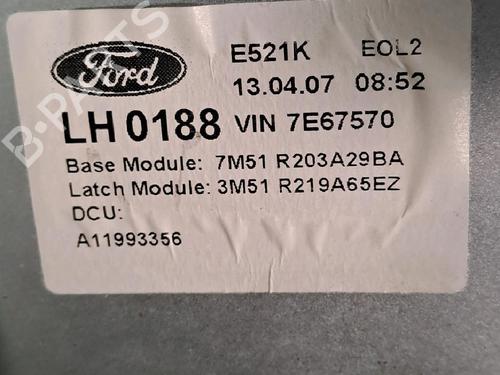 Ford
E521K EOL2
13.04.07 08:52
LH 0188 VIN 7E67570
Base Module: 7M51 R203A29BA
Latch Module: 3M51 R219A65EZ
DCU:
A11993356
B-PARTS